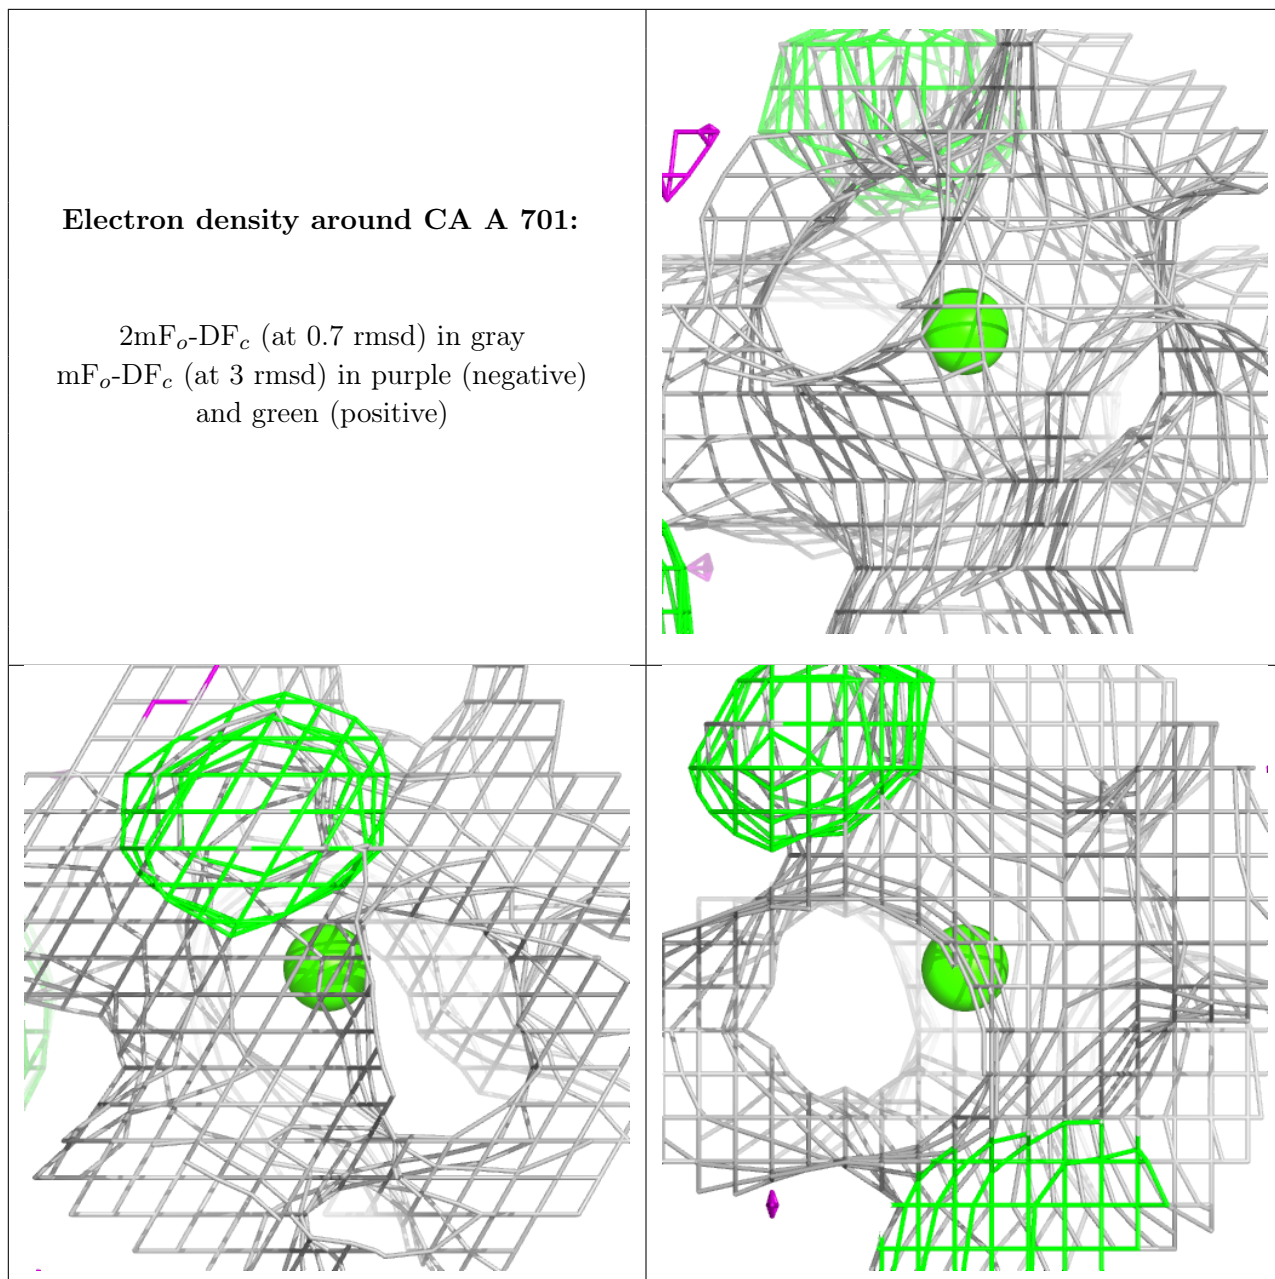 Electron density around CA A 701:
2mFₒ-DF𝒸 (at 0.7 rmsd) in gray
mFₒ-DF𝒸 (at 3 rmsd) in purple (negative)
and green (positive)